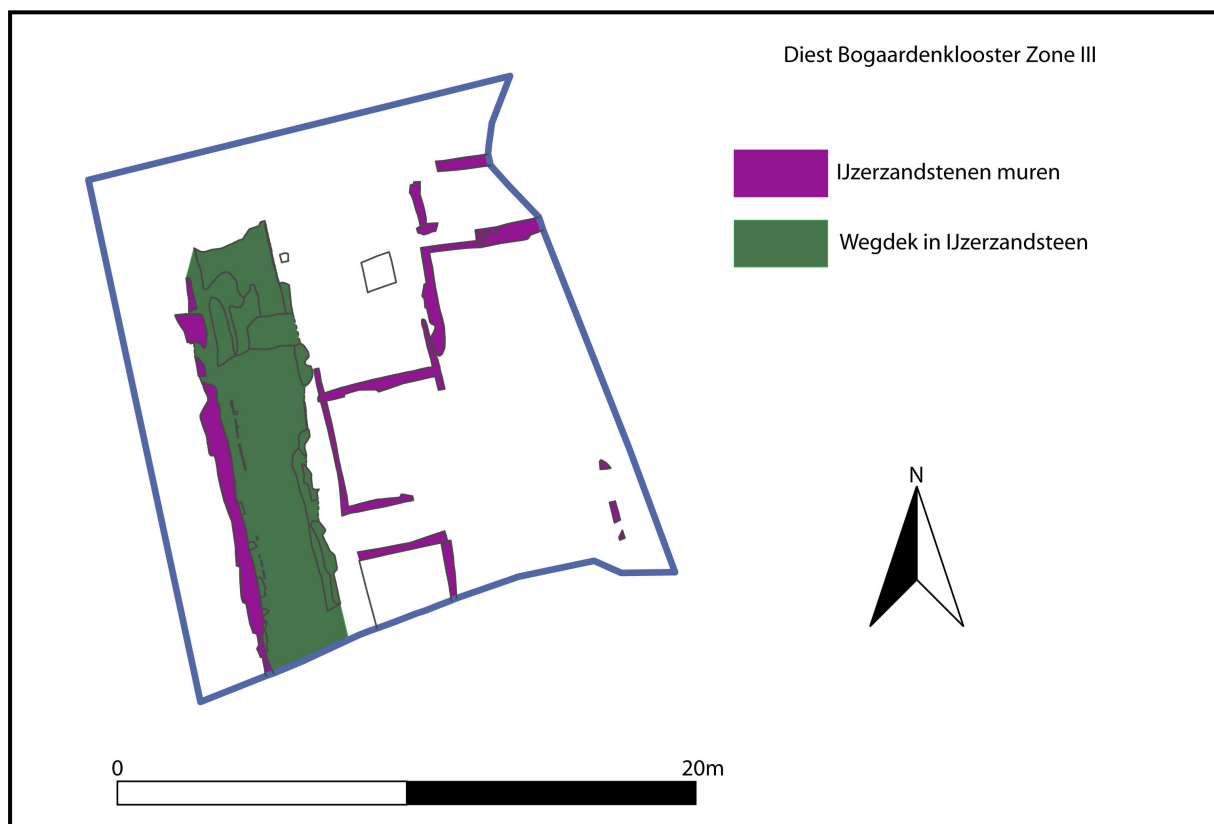 Diest Bogaardenklooster Zone III
IJzerzandstenen muren
Wegdek in IJzerzandsteen
N
0 20m